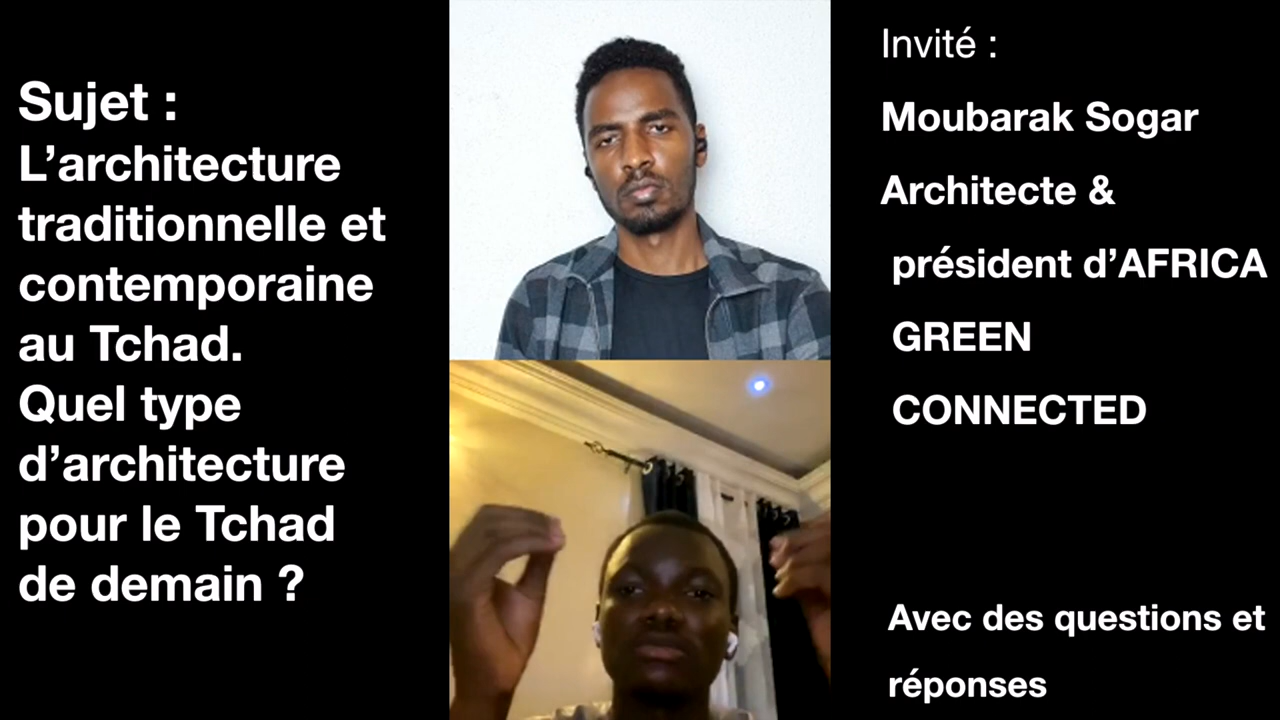 Sujet :
L’architecture
traditionnelle et
contemporaine
au Tchad.
Quel type
d’architecture
pour le Tchad
de demain ?
Invité :
Moubarak Sogar
Architecte &
président d’AFRICA
GREEN
CONNECTED
Avec des questions et
réponses